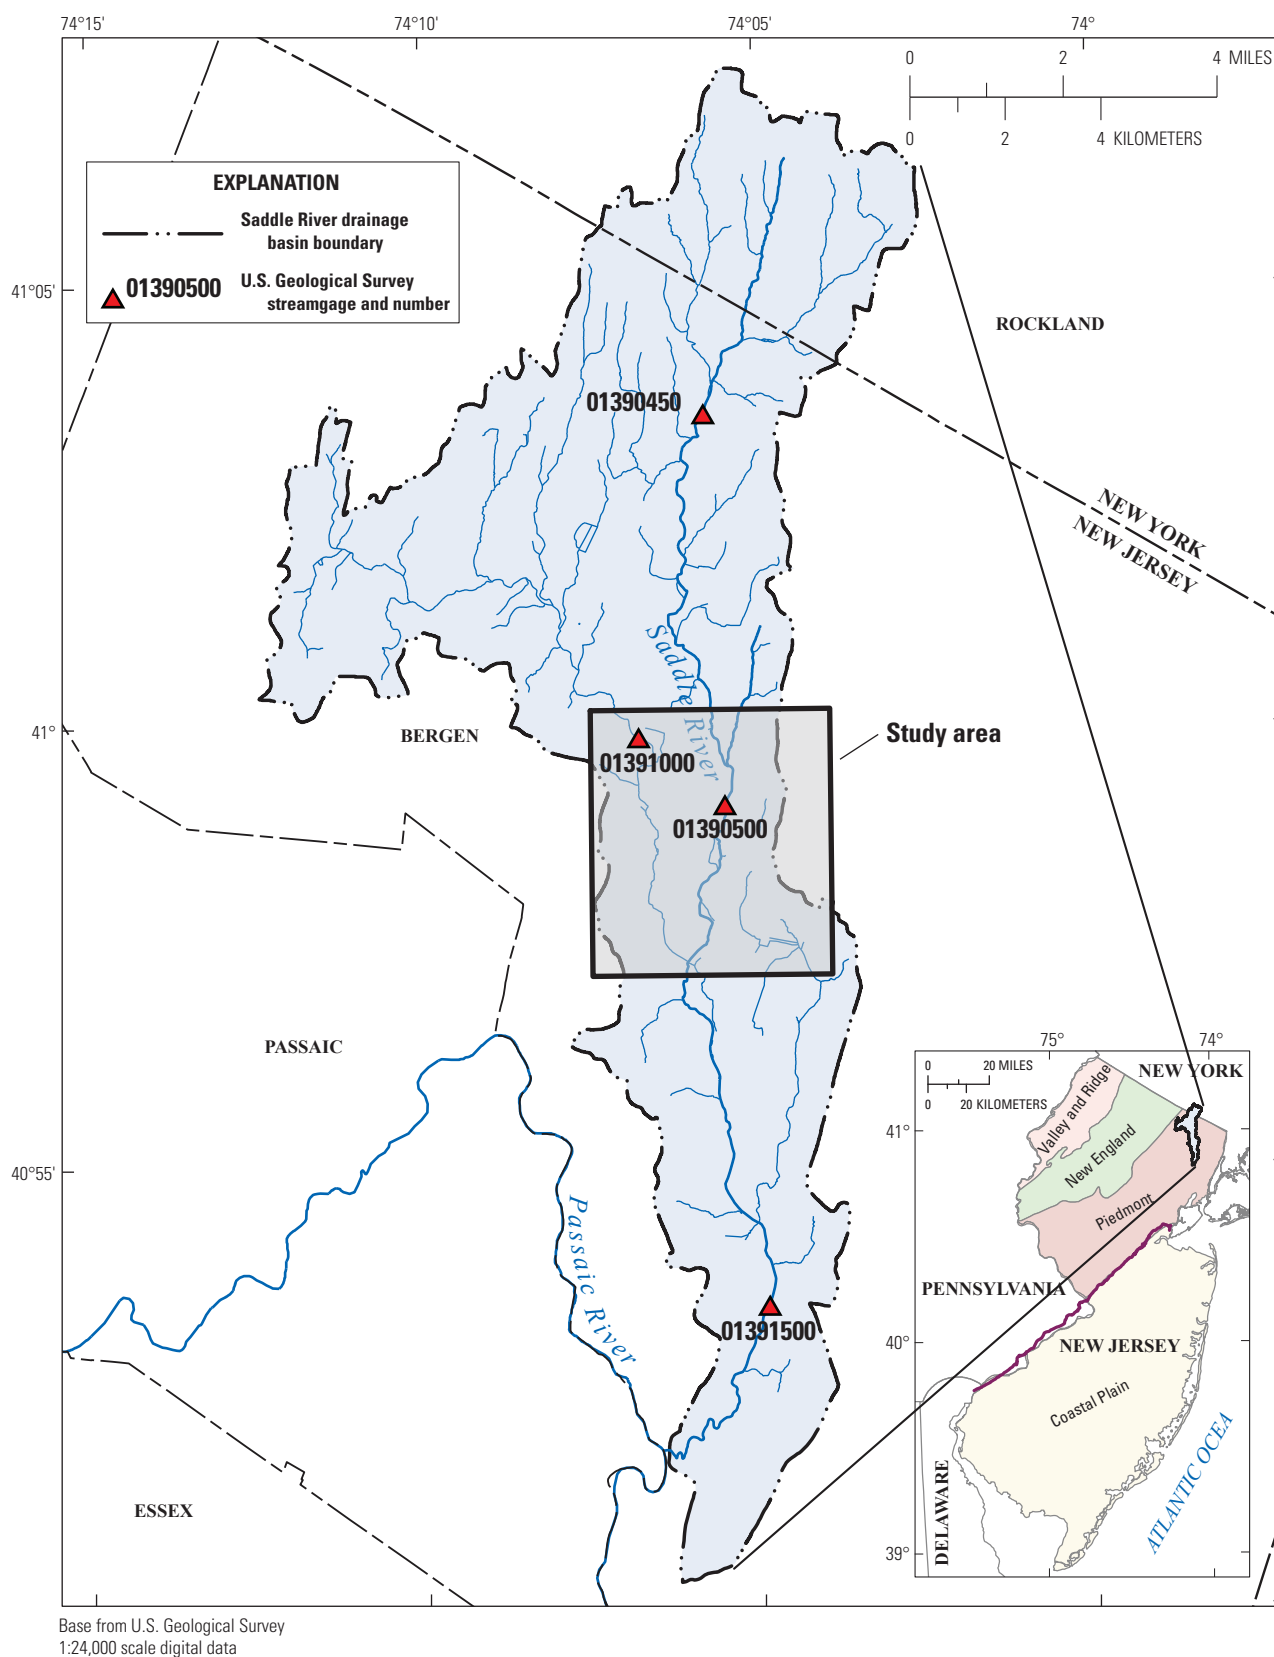 74°15'
74°10'
74°05'
74°
0
2
4 MILES
0
2
4 KILOMETERS
EXPLANATION
Saddle River drainage
basin boundary
01390500
U.S. Geological Survey
streamgage and number
41°05'
ROCKLAND
01390450
NEW YORK
NEW JERSEY
Saddle River
41°
BERGEN
Study area
01391000
01390500
PASSAIC
40°55'
Passaic River
01391500
ESSEX
75°
74°
0
20 MILES
0
20 KILOMETERS
NEW YORK
Valley and Ridge
41°
New England
Piedmont
PENNSYLVANIA
40°
NEW JERSEY
Coastal Plain
ATLANTIC OCEA
DELAWARE
39°
Base from U.S. Geological Survey
1:24,000 scale digital data